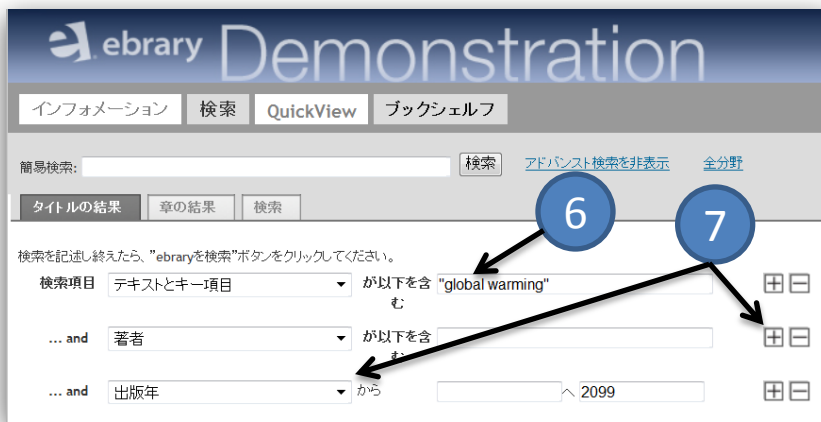 ebrary Demonstration
インフォメーション 検索 QuickView ブックシェルフ
簡易検索: 検索 アドバンスト検索を非表示 全分野
6 7
タイトルの結果 章の結果 検索
検索を記述し終えたら、"ebraryを検索"ボタンをクリックしてください。
検索項目 テキストとキー項目 が以下を含む "global warming"
... and 著者 が以下を含む
... and 出版年 から へ 2099